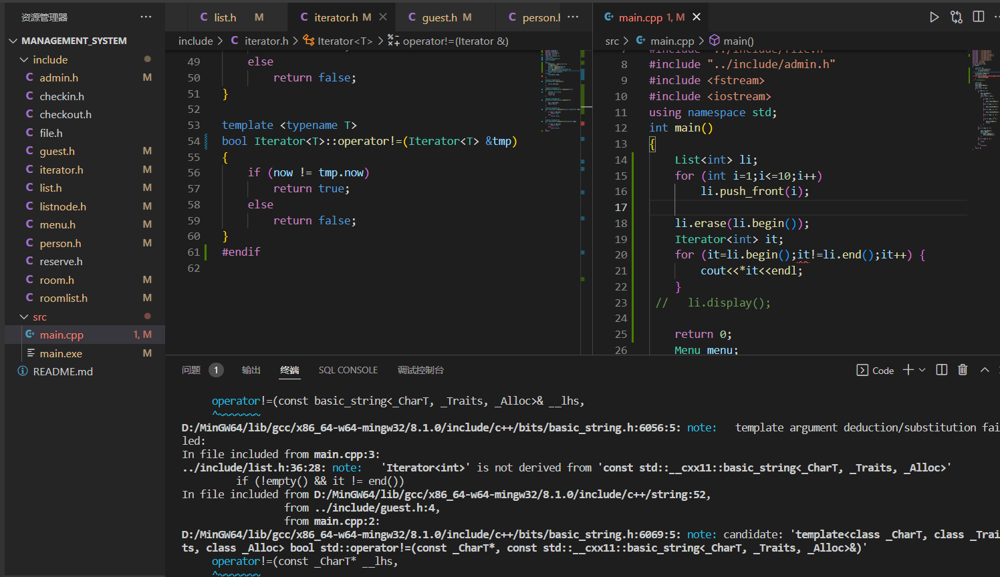 资源管理器 ···
MANAGEMENT_SYSTEM
include
admin.h M
checkin.h
checkout.h
file.h
guest.h M
iterator.h M
list.h M
listnode.h M
menu.h M
person.h M
reserve.h
room.h M
roomlist.h M
src
main.cpp 1, M
main.exe M
README.md
list.h M iterator.h M guest.h M person.h ···
include > iterator.h > Iterator<T> > operator!=(Iterator &)
49 else
50 return false;
51 }
52
53 template <typename T>
54 bool Iterator<T>::operator!=(Iterator<T> &tmp)
55 {
56 if (now != tmp.now)
57 return true;
58 else
59 return false;
60 }
61 #endif
62
main.cpp 1, M
src > main.cpp > main()
7 #include "../include/file.h"
8 #include "../include/admin.h"
9 #include <fstream>
10 #include <iostream>
11 using namespace std;
12 int main()
13 {
14 List<int> li;
15 for (int i=1;i<=10;i++)
16 li.push_front(i);
17
18 li.erase(li.begin());
19 Iterator<int> it;
20 for (it=li.begin();it!=li.end();it++) {
21 cout<<*it<<endl;
22 }
23 // li.display();
24
25 return 0;
26 Menu menu;
问题 1 输出 终端 SQL CONSOLE 调试控制台 Code
operator!=(const basic_string<_CharT, _Traits, _Alloc>& __lhs,
^~~~~~~~
D:/MinGW64/lib/gcc/x86_64-w64-mingw32/8.1.0/include/c++/bits/basic_string.h:6056:5: note: template argument deduction/substitution fai
led:
In file included from main.cpp:3:
../include/list.h:36:28: note: 'Iterator<int>' is not derived from 'const std::__cxx11::basic_string<_CharT, _Traits, _Alloc>'
if (!empty() && it != end())
In file included from D:/MinGW64/lib/gcc/x86_64-w64-mingw32/8.1.0/include/c++/string:52,
from ../include/guest.h:4,
from main.cpp:2:
D:/MinGW64/lib/gcc/x86_64-w64-mingw32/8.1.0/include/c++/bits/basic_string.h:6069:5: note: candidate: 'template<class _CharT, class _Trai
ts, class _Alloc> bool std::operator!=(const _CharT*, const std::__cxx11::basic_string<_CharT, _Traits, _Alloc>&)'
operator!=(const _CharT* __lhs,
^~~~~~~~